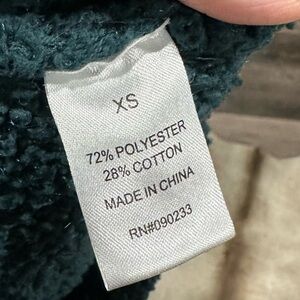 XS
72% POLYESTER
28% COTTON
MADE IN CHINA
RN#090233